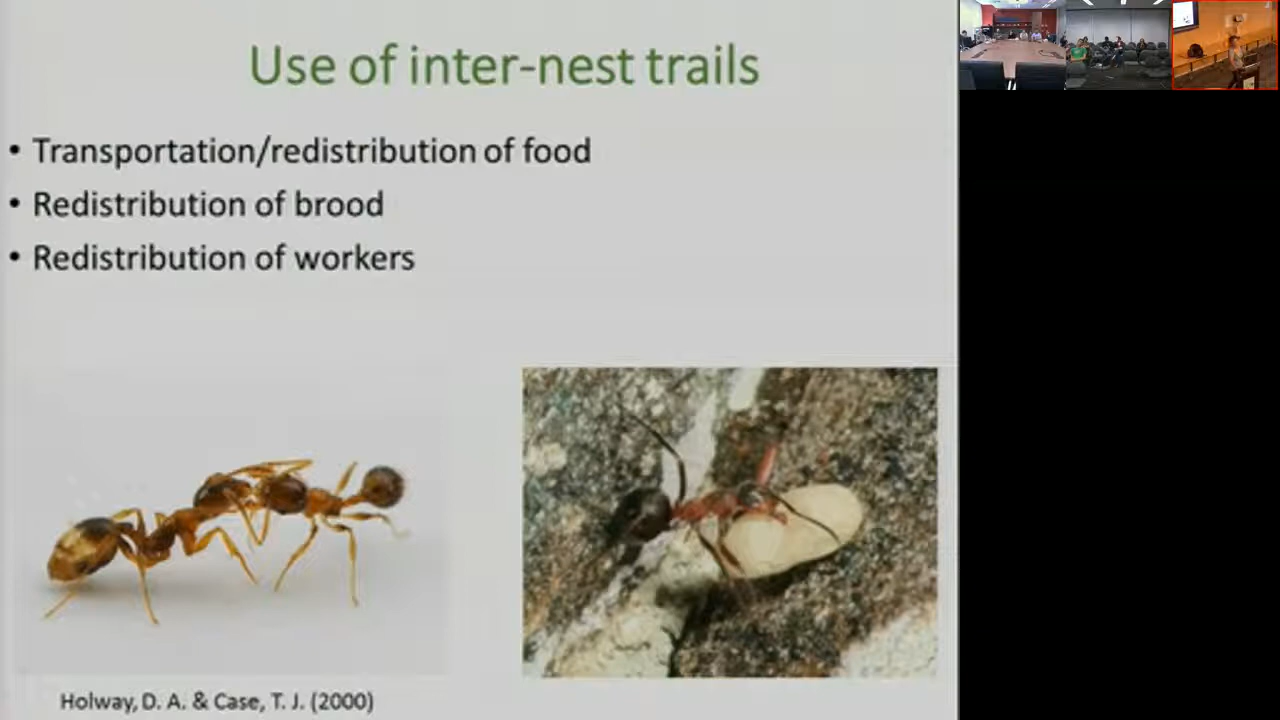 Use of inter-nest trails
• Transportation/redistribution of food
• Redistribution of brood
• Redistribution of workers
Holway, D. A. & Case, T. J. (2000)